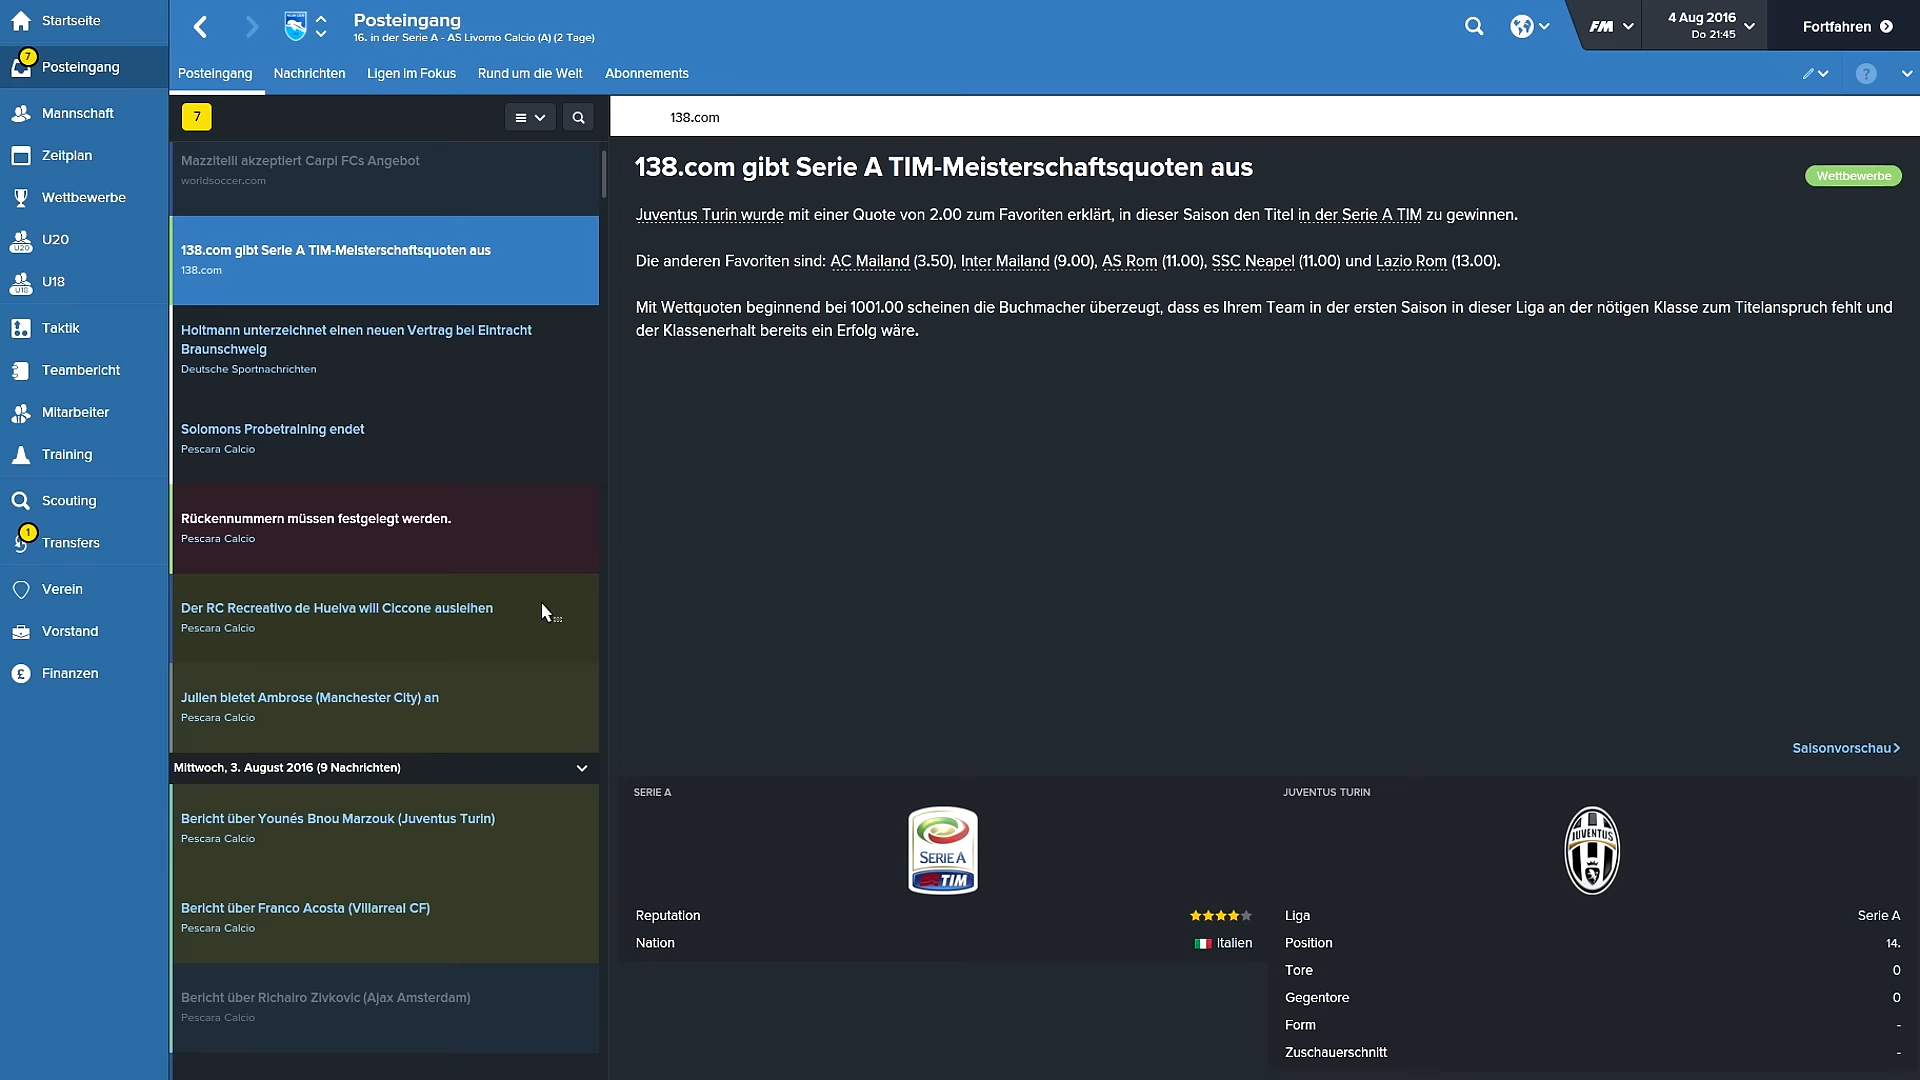 Startseite
7
Posteingang
Mannschaft
Zeitplan
Wettbewerbe
U20
U20
U18
U18
Taktik
Teambericht
Mitarbeiter
Training
Scouting
1
Transfers
Verein
Vorstand
Finanzen
Posteingang
16. in der Serie A - AS Livorno Calcio (A) (2 Tage)
FM
4 Aug 2016
Do 21:45
Fortfahren
Posteingang
Nachrichten
Ligen im Fokus
Rund um die Welt
Abonnements
?
7
Mazzitelli akzeptiert Carpi FCs Angebot
worldsoccer.com
138.com gibt Serie A TIM-Meisterschaftsquoten aus
138.com
Holtmann unterzeichnet einen neuen Vertrag bei Eintracht
Braunschweig
Deutsche Sportnachrichten
Solomons Probetraining endet
Pescara Calcio
Rückennummern müssen festgelegt werden.
Pescara Calcio
Der RC Recreativo de Huelva will Ciccone ausleihen
Pescara Calcio
Julien bietet Ambrose (Manchester City) an
Pescara Calcio
Mittwoch, 3. August 2016 (9 Nachrichten)
Bericht über Younés Bnou Marzouk (Juventus Turin)
Pescara Calcio
Bericht über Franco Acosta (Villarreal CF)
Pescara Calcio
Bericht über Richairo Zivkovic (Ajax Amsterdam)
Pescara Calcio
138.com
138.com gibt Serie A TIM-Meisterschaftsquoten aus
Wettbewerbe
Juventus Turin wurde mit einer Quote von 2.00 zum Favoriten erklärt, in dieser Saison den Titel in der Serie A TIM zu gewinnen.
Die anderen Favoriten sind: AC Mailand (3.50), Inter Mailand (9.00), AS Rom (11.00), SSC Neapel (11.00) und Lazio Rom (13.00).
Mit Wettquoten beginnend bei 1001.00 scheinen die Buchmacher überzeugt, dass es Ihrem Team in der ersten Saison in dieser Liga an der nötigen Klasse zum Titelanspruch fehlt und
der Klassenerhalt bereits ein Erfolg wäre.
Saisonvorschau
SERIE A
SERIE A
TIM
Reputation
Nation Italien
JUVENTUS TURIN
JUVENTUS
Liga Serie A
Position 14.
Tore 0
Gegentore 0
Form -
Zuschauerschnitt -